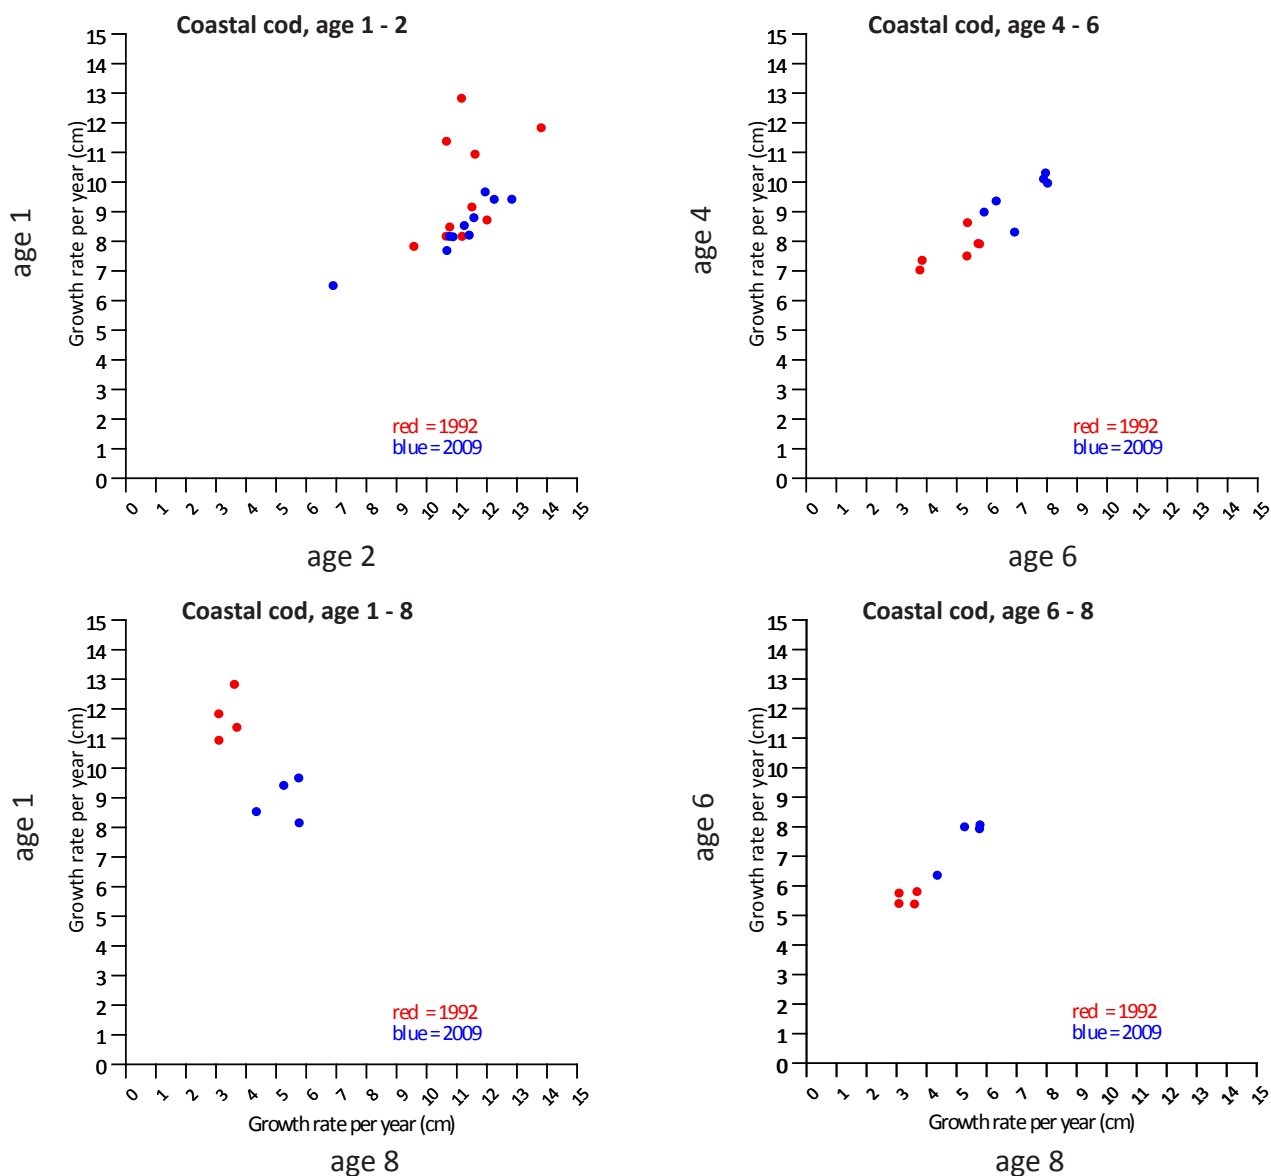 Coastal cod, age 1 - 2
15
14
13
12
11
10
9
8
7
6
5
4
3
2
1
0
Growth rate per year (cm)
age 1
red = 1992
blue = 2009
0 1 2 3 4 5 6 7 8 9 10 11 12 13 14 15
age 2
Coastal cod, age 4 - 6
15
14
13
12
11
10
9
8
7
6
5
4
3
2
1
0
Growth rate per year (cm)
age 4
red = 1992
blue = 2009
0 1 2 3 4 5 6 7 8 9 10 11 12 13 14 15
age 6
Coastal cod, age 1 - 8
15
14
13
12
11
10
9
8
7
6
5
4
3
2
1
0
Growth rate per year (cm)
age 1
red = 1992
blue = 2009
0 1 2 3 4 5 6 7 8 9 10 11 12 13 14 15
Growth rate per year (cm)
age 8
Coastal cod, age 6 - 8
15
14
13
12
11
10
9
8
7
6
5
4
3
2
1
0
Growth rate per year (cm)
age 6
red = 1992
blue = 2009
0 1 2 3 4 5 6 7 8 9 10 11 12 13 14 15
Growth rate per year (cm)
age 8